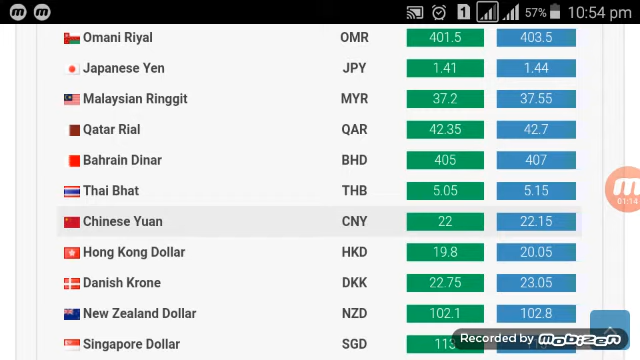 57% 10:54 pm
Omani Riyal OMR 401.5 403.5
Japanese Yen JPY 1.41 1.44
Malaysian Ringgit MYR 37.2 37.55
Qatar Rial QAR 42.35 42.7
Bahrain Dinar BHD 405 407
Thai Bhat THB 5.05 5.15
01:14
Chinese Yuan CNY 22 22.15
Hong Kong Dollar HKD 19.8 20.05
Danish Krone DKK 22.75 23.05
New Zealand Dollar NZD 102.1 102.8
Recorded by mobizen
Singapore Dollar SGD